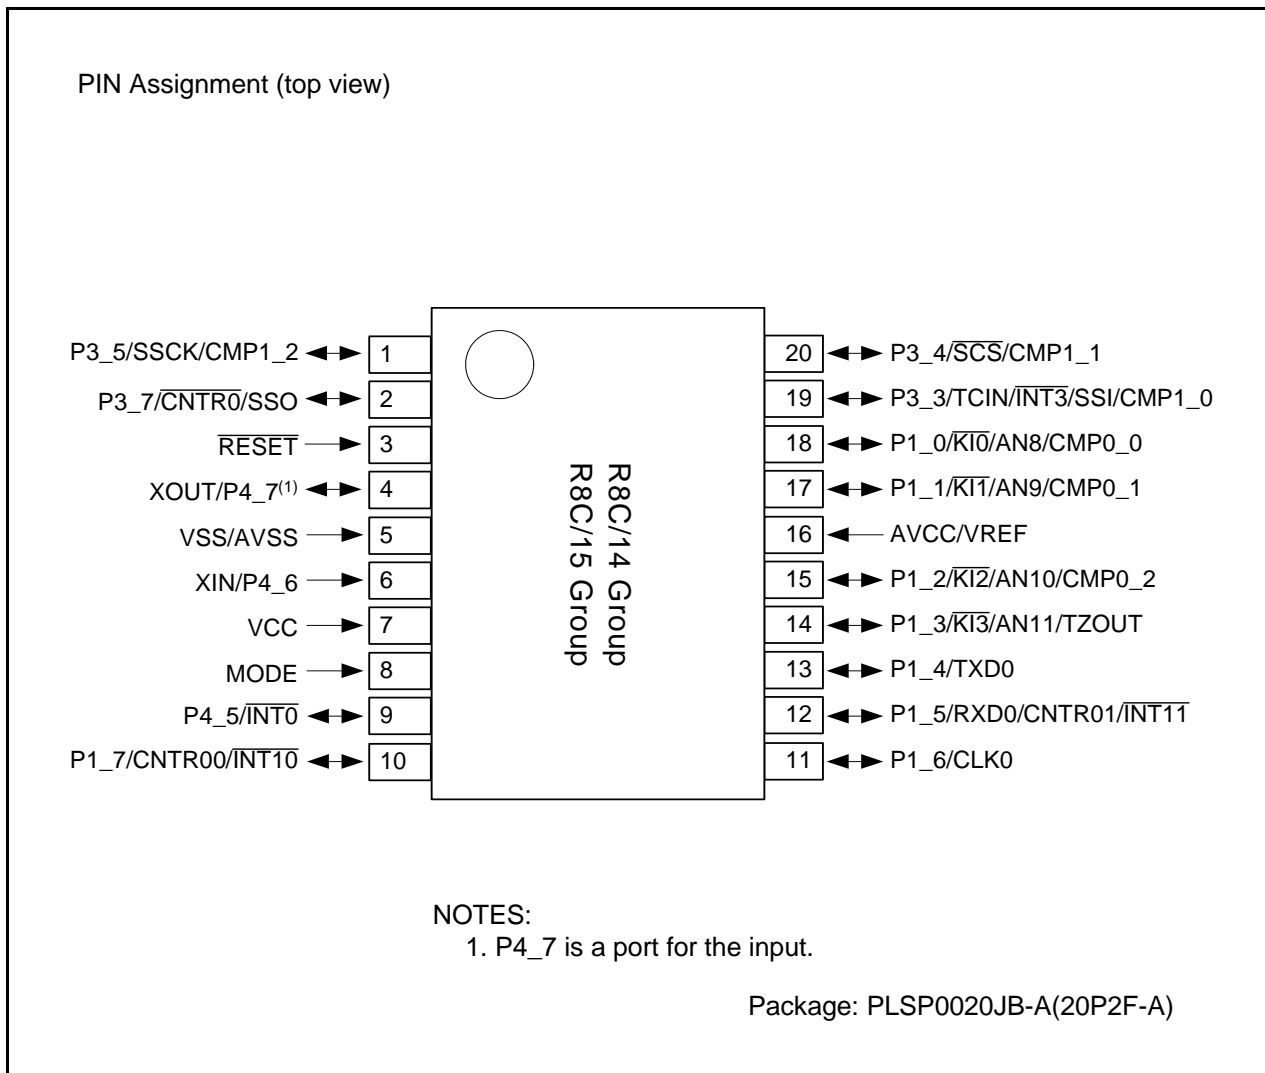 PIN Assignment (top view)
P3_5/SSCK/CMP1_2
P3_7/CNTR0/SSO
RESET
XOUT/P4_7(1)
VSS/AVSS
XIN/P4_6
VCC
MODE
P4_5/INT0
P1_7/CNTR00/INT10
1
2
3
4
5
6
7
8
9
10
R8C/14 Group
R8C/15 Group
20
19
18
17
16
15
14
13
12
11
P3_4/SCS/CMP1_1
P3_3/TCIN/INT3/SSI/CMP1_0
P1_0/KI0/AN8/CMP0_0
P1_1/KI1/AN9/CMP0_1
AVCC/VREF
P1_2/KI2/AN10/CMP0_2
P1_3/KI3/AN11/TZOUT
P1_4/TXD0
P1_5/RXD0/CNTR01/INT11
P1_6/CLK0
NOTES:
1. P4_7 is a port for the input.
Package: PLSP0020JB-A(20P2F-A)